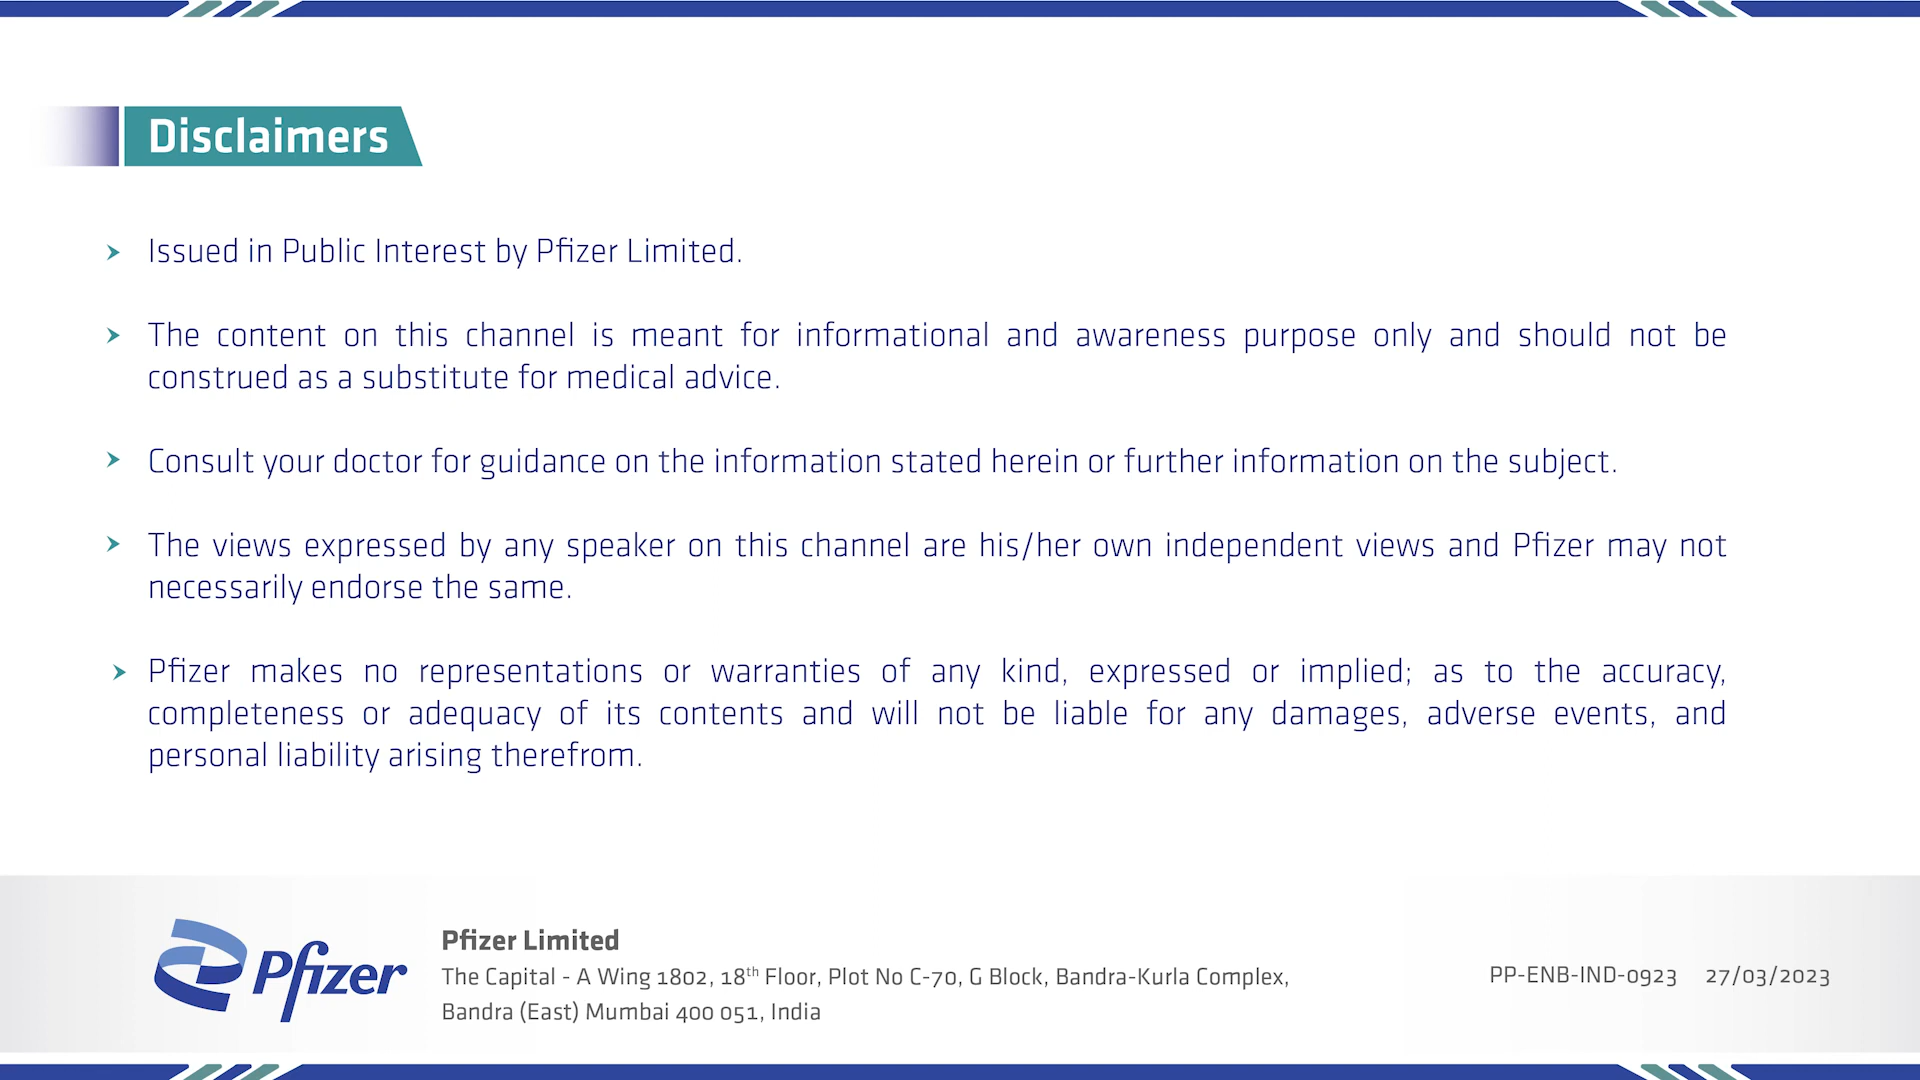 Disclaimers
Issued in Public Interest by Pfizer Limited.
The content on this channel is meant for informational and awareness purpose only and should not be
construed as a substitute for medical advice.
Consult your doctor for guidance on the information stated herein or further information on the subject.
The views expressed by any speaker on this channel are his/her own independent views and Pfizer may not
necessarily endorse the same.
Pfizer makes no representations or warranties of any kind, expressed or implied; as to the accuracy,
completeness or adequacy of its contents and will not be liable for any damages, adverse events, and
personal liability arising therefrom.
Pfizer
Pfizer Limited
The Capital - A Wing 1802, 18th Floor, Plot No C-70, G Block, Bandra-Kurla Complex,
Bandra (East) Mumbai 400 051, India
PP-ENB-IND-0923 27/03/2023